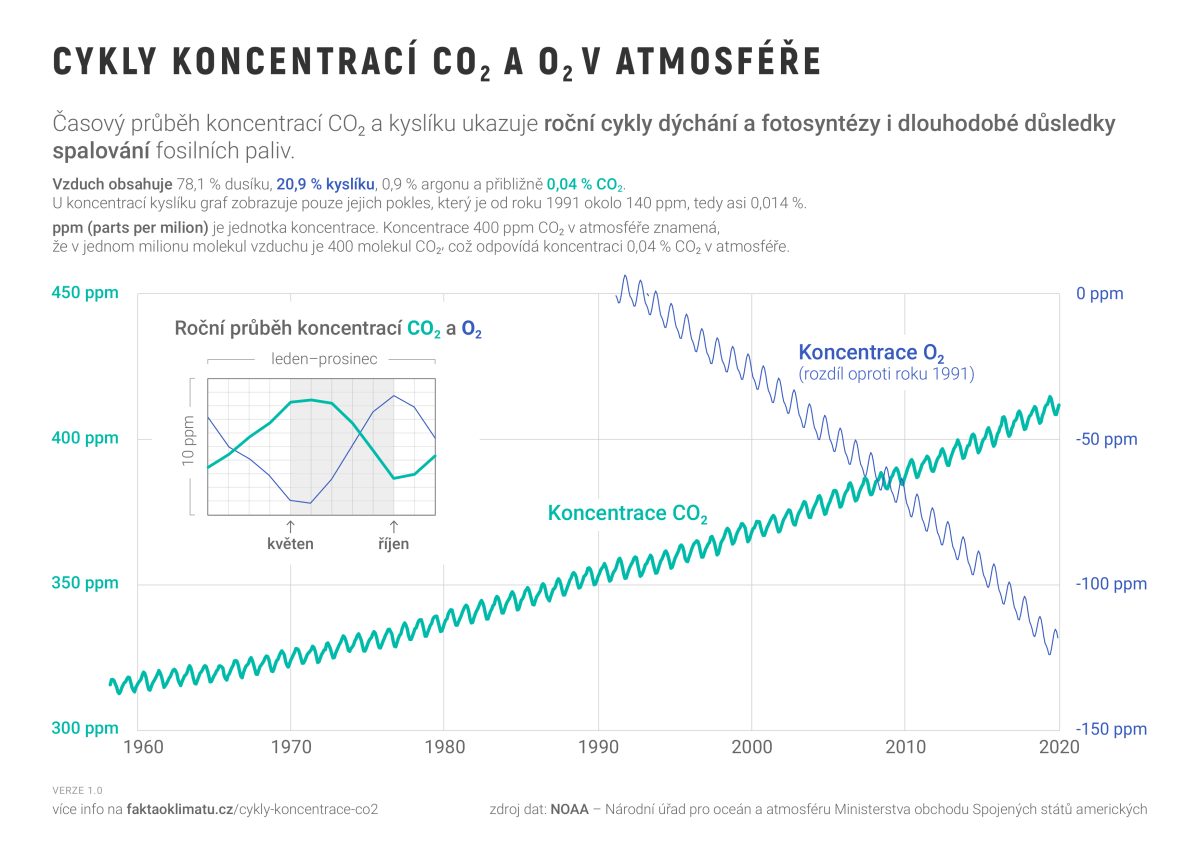 CYKLY KONCENTRACÍ CO₂ A O₂ V ATMOSFÉŘE
Časový průběh koncentrací CO₂ a kyslíku ukazuje roční cykly dýchání a fotosyntézy i dlouhodobé důsledky
spalování fosilních paliv.
Vzduch obsahuje 78,1 % dusíku, 20,9 % kyslíku, 0,9 % argonu a přibližně 0,04 % CO₂.
U koncentrací kyslíku graf zobrazuje pouze jejich pokles, který je od roku 1991 okolo 140 ppm, tedy asi 0,014 %.
ppm (parts per milion) je jednotka koncentrace. Koncentrace 400 ppm CO₂ v atmosféře znamená,
že v jednom milionu molekul vzduchu je 400 molekul CO₂, což odpovídá koncentraci 0,04 % CO₂ v atmosféře.
450 ppm
0 ppm
Roční průběh koncentrací CO₂ a O₂
leden–prosinec
10 ppm
květen
říjen
Koncentrace O₂
(rozdíl oproti roku 1991)
400 ppm
-50 ppm
Koncentrace CO₂
350 ppm
-100 ppm
300 ppm
-150 ppm
1960 1970 1980 1990 2000 2010 2020
VERZE 1.0
více info na faktaoklimatu.cz/cykly-koncentrace-co2
zdroj dat: NOAA – Národní úřad pro oceán a atmosféru Ministerstva obchodu Spojených států amerických